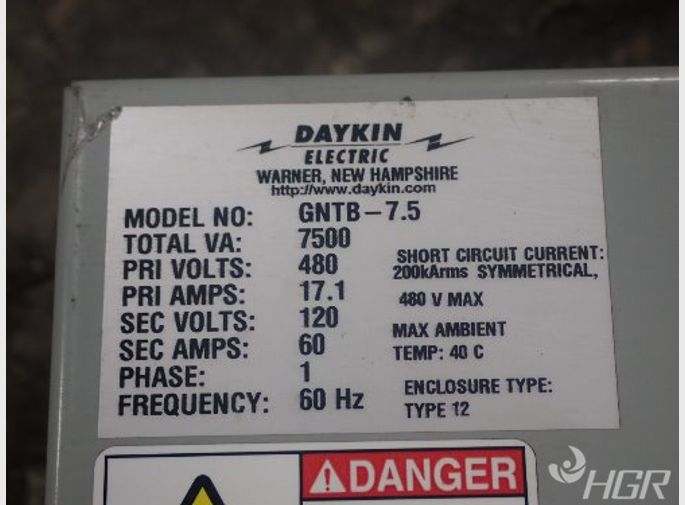 DAYKIN
ELECTRIC
WARNER, NEW HAMPSHIRE
http://www.daykin.com
MODEL NO: GNTB-7.5
TOTAL VA: 7500
PRI VOLTS: 480
PRI AMPS: 17.1
SEC VOLTS: 120
SEC AMPS: 60
PHASE: 1
FREQUENCY: 60 Hz
SHORT CIRCUIT CURRENT:
200kArms SYMMETRICAL,
480 V MAX
MAX AMBIENT
TEMP: 40 C
ENCLOSURE TYPE:
TYPE 12
DANGER
HGR